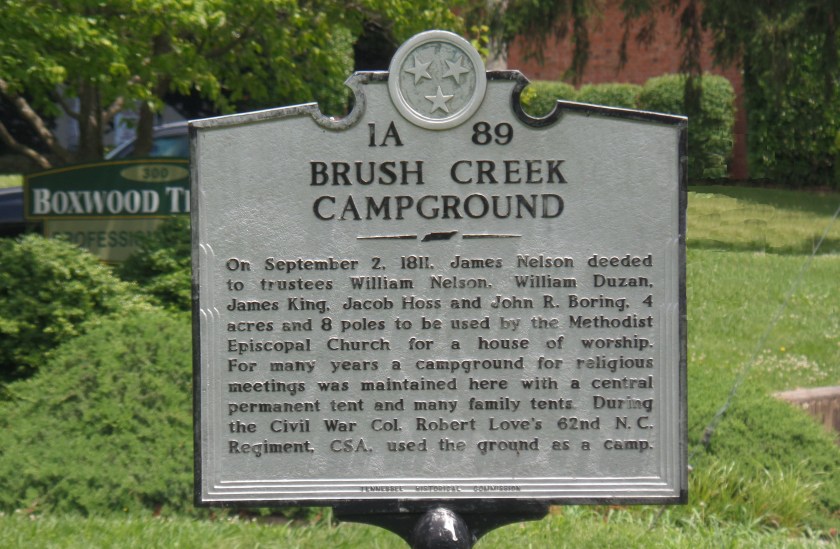 1A 89
BRUSH CREEK
CAMPGROUND
On September 2, 1811, James Nelson deeded
to trustees William Nelson, William Duzan,
James King, Jacob Hoss and John R. Boring, 4
acres and 8 poles to be used by the Methodist
Episcopal Church for a house of worship.
For many years a campground for religious
meetings was maintained here with a central
permanent tent and many family tents. During
the Civil War Col. Robert Love's 62nd N.C.
Regiment, CSA, used the ground as a camp.
TENNESSEE HISTORICAL COMMISSION
300
BOXWOOD